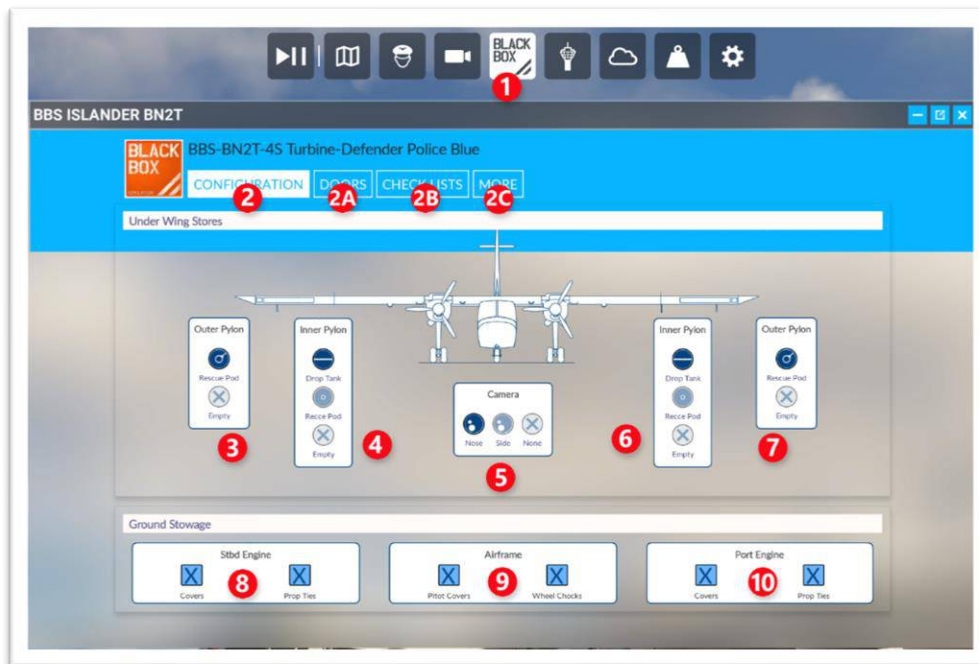 BLACK
BOX
1
BBS ISLANDER BN2T
BLACK
BOX
BBS-BN2T-4S Turbine-Defender Police Blue
CONFIGURATION DOORS CHECK LISTS MORE
2 2A 2B 2C
Under Wing Stores
Outer Pylon Inner Pylon Inner Pylon Outer Pylon
Rescue Pod Drop Tank Drop Tank Rescue Pod
Camera
Empty Recce Pod Recce Pod Empty
Nose Side None
3 4 6 7
Empty Empty
5
Ground Stowage
Stbd Engine Airframe Port Engine
X X X X X X
8 9 10
Covers Prop Ties Pitot Covers Wheel Chocks Covers Prop Ties